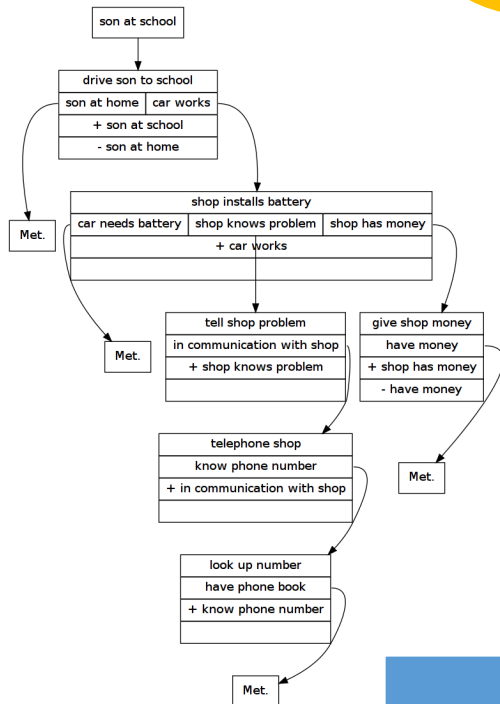 son at school
drive son to school
son at home car works
+ son at school
- son at home
shop installs battery
car needs battery shop knows problem shop has money
+ car works
Met.
tell shop problem
in communication with shop
+ shop knows problem
give shop money
have money
+ shop has money
- have money
Met.
telephone shop
know phone number
+ in communication with shop
Met.
look up number
have phone book
+ know phone number
Met.